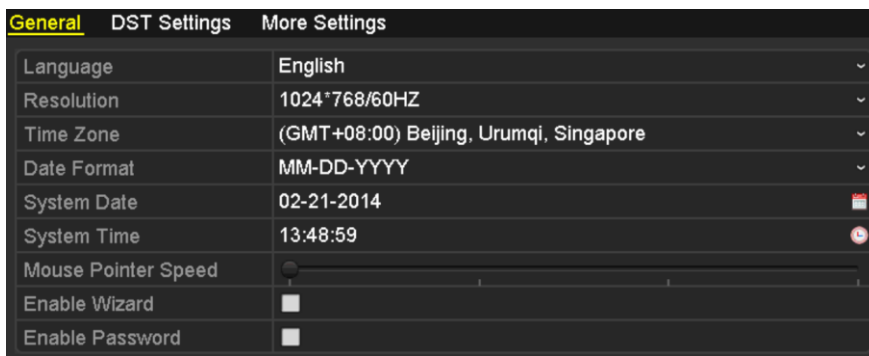 General DST Settings More Settings
Language English
Resolution 1024*768/60HZ
Time Zone (GMT+08:00) Beijing, Urumqi, Singapore
Date Format MM-DD-YYYY
System Date 02-21-2014
System Time 13:48:59
Mouse Pointer Speed
Enable Wizard
Enable Password